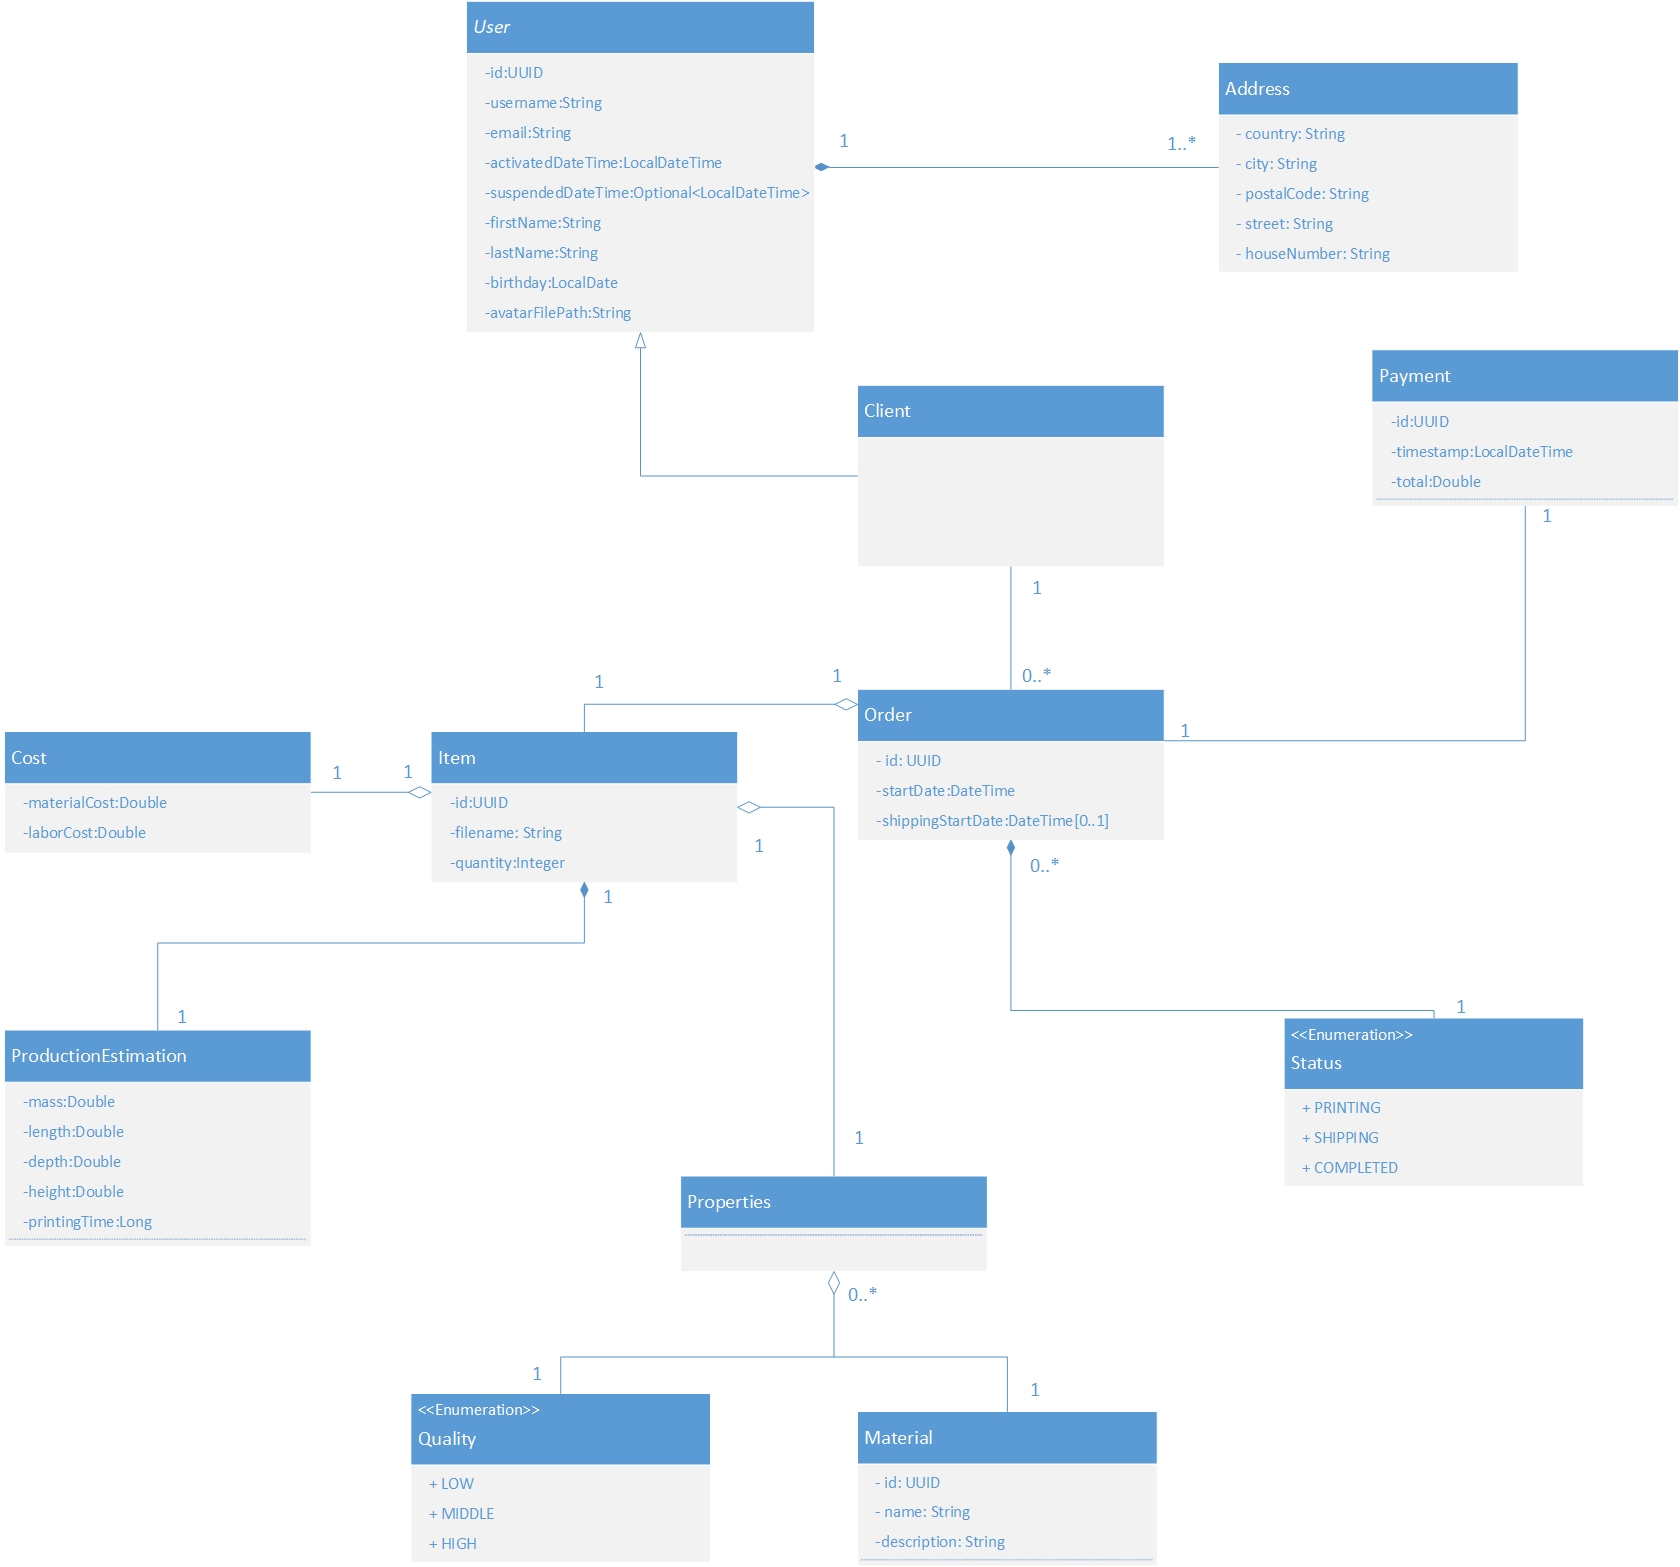 User
-id:UUID
-username:String
-email:String
-activatedDateTime:LocalDateTime
-suspendedDateTime:Optional<LocalDateTime>
-firstName:String
-lastName:String
-birthday:LocalDate
-avatarFilePath:String
1
1..*
Address
- country: String
- city: String
- postalCode: String
- street: String
- houseNumber: String
Client
Payment
-id:UUID
-timestamp:LocalDateTime
-total:Double
1
1
0..*
1
1
Order
- id: UUID
-startDate:DateTime
-shippingStartDate:DateTime[0..1]
1
0..*
Cost
-materialCost:Double
-laborCost:Double
1
1
Item
-id:UUID
-filename: String
-quantity:Integer
1
1
1
ProductionEstimation
-mass:Double
-length:Double
-depth:Double
-height:Double
-printingTime:Long
1
<<Enumeration>>
Status
+ PRINTING
+ SHIPPING
+ COMPLETED
1
Properties
0..*
1
1
<<Enumeration>>
Quality
+ LOW
+ MIDDLE
+ HIGH
Material
- id: UUID
- name: String
-description: String